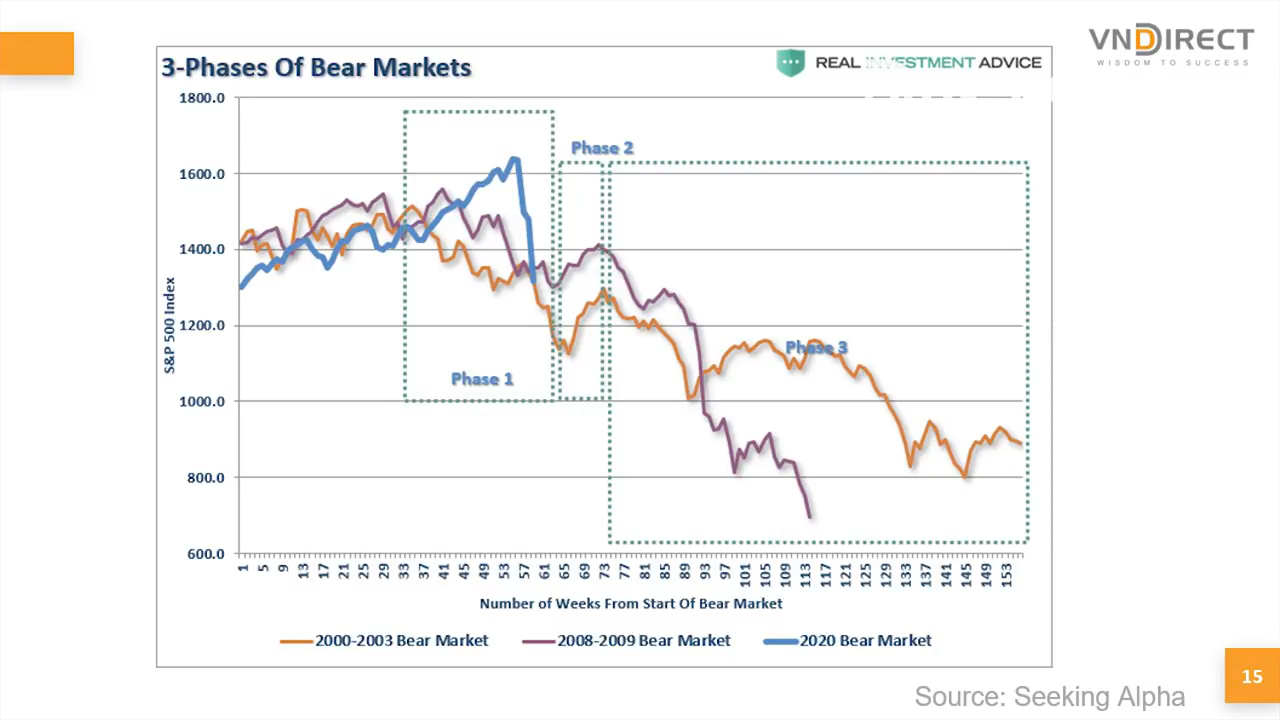 VNDIRECT
WISDOM TO SUCCESS
3-Phases Of Bear Markets
REAL INVESTMENT ADVICE
1800.0
1600.0
1400.0
1200.0
1000.0
800.0
600.0
S&P 500 Index
Phase 1
Phase 2
Phase 3
1 5 9 13 17 21 25 29 33 37 41 45 49 53 57 61 65 69 73 77 81 85 89 93 97 101 105 109 113 117 121 125 129 133 137 141 145 149 153
Number of Weeks From Start Of Bear Market
2000-2003 Bear Market 2008-2009 Bear Market 2020 Bear Market
15
Source: Seeking Alpha